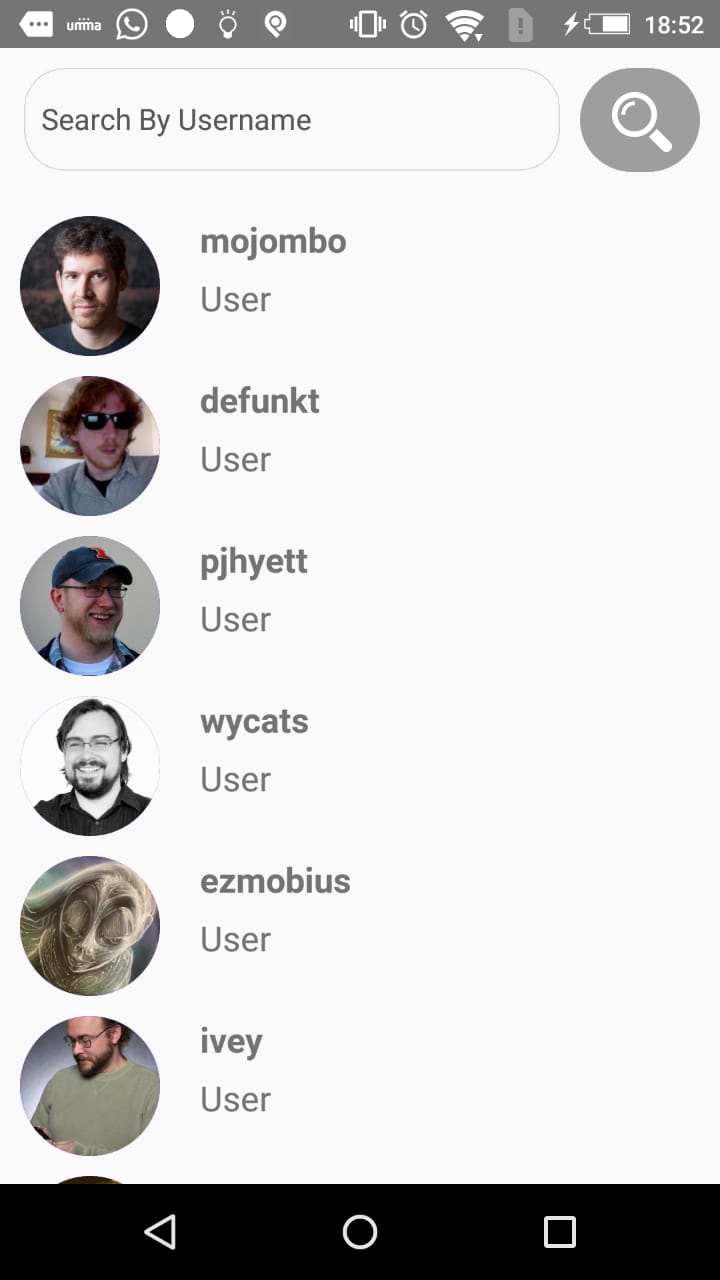 umma
18:52
Search By Username
mojombo
User
defunkt
User
pjhyett
User
wycats
User
ezmobius
User
ivey
User